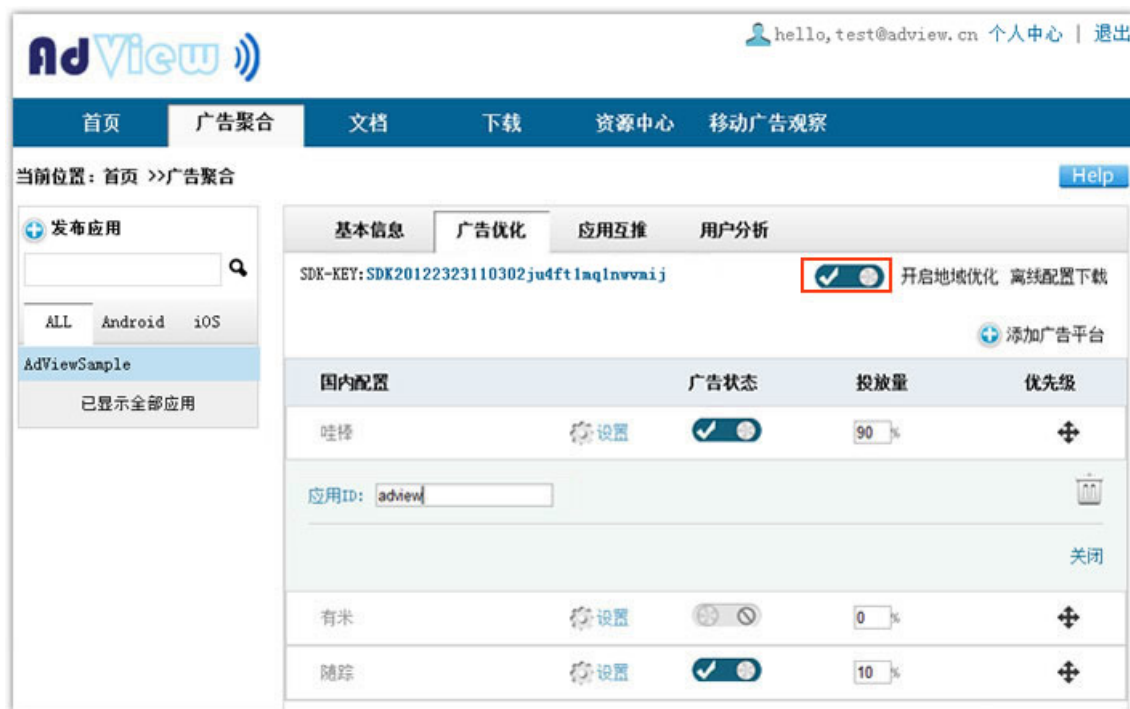 AdView
hello,test@adview.cn 个人中心 | 退出
首页 广告聚合 文档 下载 资源中心 移动广告观察
当前位置：首页 >>广告聚合 Help
发布应用
基本信息 广告优化 应用互推 用户分析
SDK-KEY:SDK20122323110302ju4ft1mq1nwvmij 开启地域优化 离线配置下载
ALL Android iOS
添加广告平台
AdViewSample
已显示全部应用
国内配置 广告状态 投放量 优先级
哇棒 设置 90 %
应用ID: adview
关闭
有米 设置 0 %
随踪 设置 10 %